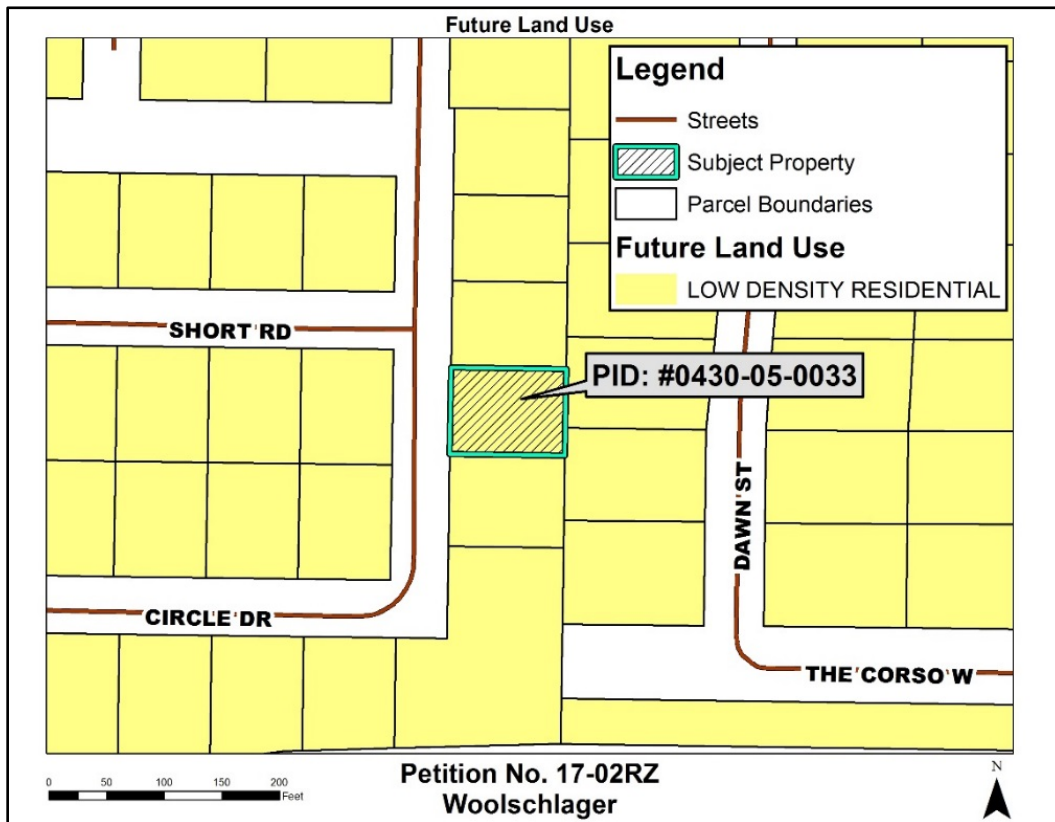 Future Land Use
Legend
Streets
Subject Property
Parcel Boundaries
Future Land Use
LOW DENSITY RESIDENTIAL
SHORT RD
PID: #0430-05-0033
DAWN ST
CIRCLE DR
THE CORSO W
0 50 100 150 200
Feet
Petition No. 17-02RZ
Woolschlager
N